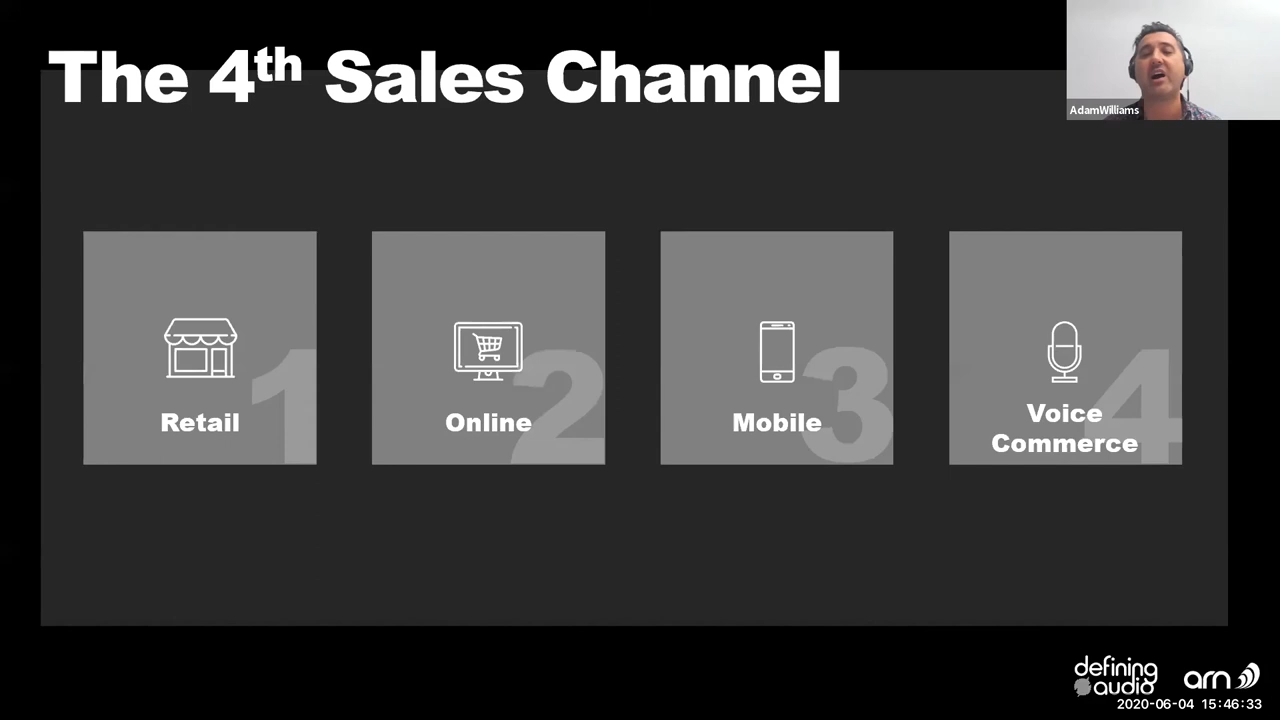 The 4th Sales Channel
AdamWilliams
1
Retail
2
Online
3
Mobile
4
Voice
Commerce
defining
audio
arn
2020-06-04 15:46:33